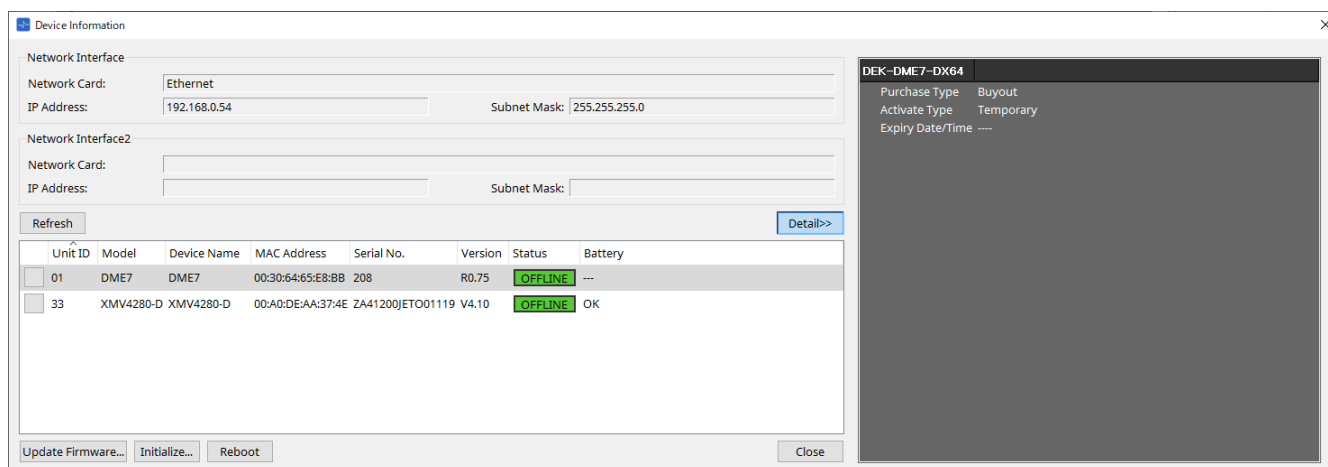 Device Information
Network Interface
Network Card: Ethernet
IP Address: 192.168.0.54 Subnet Mask: 255.255.255.0
Network Interface2
Network Card:
IP Address: Subnet Mask:
Refresh Detail>>
Unit ID Model Device Name MAC Address Serial No. Version Status Battery
01 DME7 DME7 00:30:64:65:E8:BB 208 R0.75 OFFLINE ---
33 XMV4280-D XMV4280-D 00:A0:DE:AA:37:4E ZA41200JETO01119 V4.10 OFFLINE OK
Update Firmware... Initialize... Reboot Close
DEK-DME7-DX64
Purchase Type Buyout
Activate Type Temporary
Expiry Date/Time ----